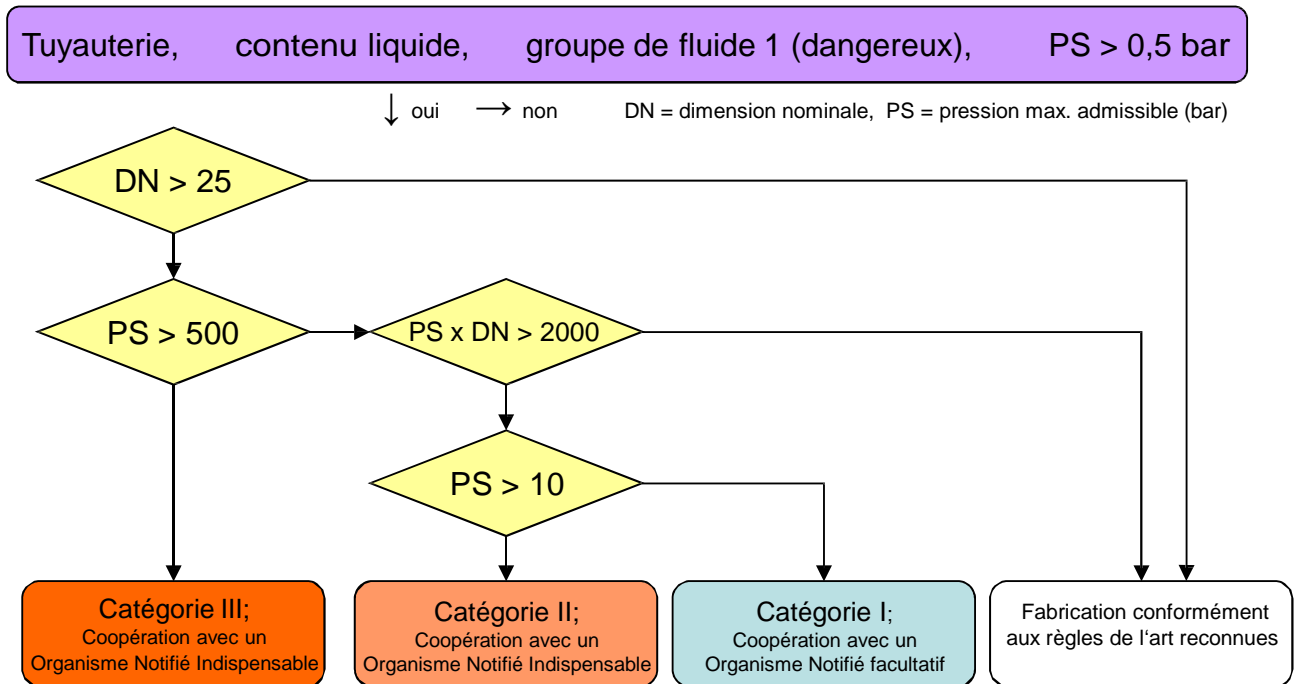 Tuyauterie, contenu liquide, groupe de fluide 1 (dangereux), PS > 0,5 bar
↓ oui → non DN = dimension nominale, PS = pression max. admissible (bar)
DN > 25
PS > 500
PS x DN > 2000
PS > 10
Catégorie III;
Coopération avec un
Organisme Notifié Indispensable
Catégorie II;
Coopération avec un
Organisme Notifié Indispensable
Catégorie I;
Coopération avec un
Organisme Notifié facultatif
Fabrication conformément
aux règles de l‘art reconnues